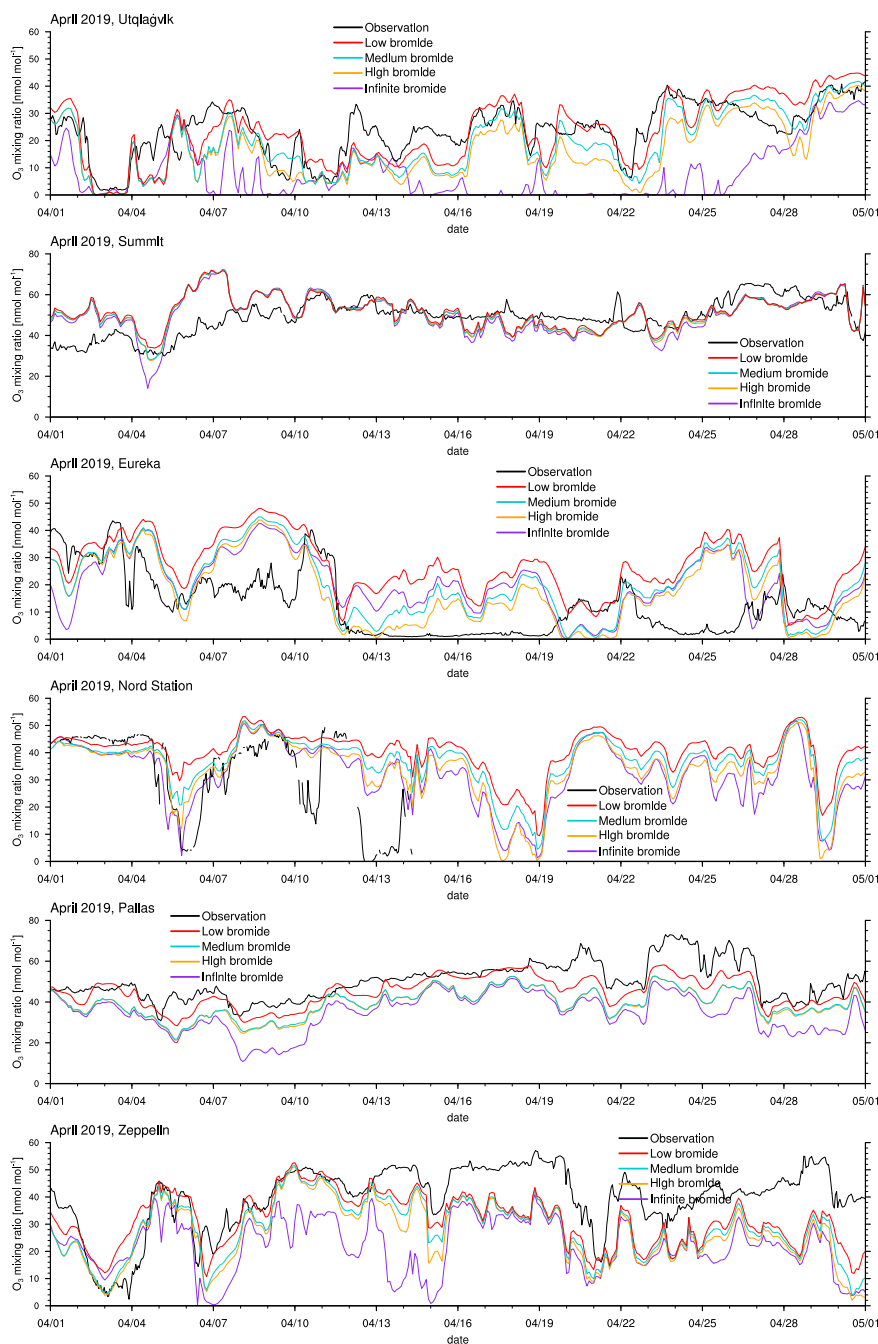 April 2019, Utqiaġvik
O₃ mixing ratio [nmol mol⁻¹]
60
50
40
30
20
10
0
Observation
Low bromide
Medium bromide
High bromide
Infinite bromide
04/01 04/04 04/07 04/10 04/13 04/16 04/19 04/22 04/25 04/28 05/01
date
April 2019, Summit
O₃ mixing ratio [nmol mol⁻¹]
80
60
40
20
0
Observation
Low bromide
Medium bromide
High bromide
Infinite bromide
04/01 04/04 04/07 04/10 04/13 04/16 04/19 04/22 04/25 04/28 05/01
date
April 2019, Eureka
O₃ mixing ratio [nmol mol⁻¹]
60
50
40
30
20
10
0
Observation
Low bromide
Medium bromide
High bromide
Infinite bromide
04/01 04/04 04/07 04/10 04/13 04/16 04/19 04/22 04/25 04/28 05/01
date
April 2019, Nord Station
O₃ mixing ratio [nmol mol⁻¹]
60
50
40
30
20
10
0
Observation
Low bromide
Medium bromide
High bromide
Infinite bromide
04/01 04/04 04/07 04/10 04/13 04/16 04/19 04/22 04/25 04/28 05/01
date
April 2019, Pallas
O₃ mixing ratio [nmol mol⁻¹]
80
60
40
20
0
Observation
Low bromide
Medium bromide
High bromide
Infinite bromide
04/01 04/04 04/07 04/10 04/13 04/16 04/19 04/22 04/25 04/28 05/01
date
April 2019, Zeppelin
O₃ mixing ratio [nmol mol⁻¹]
60
50
40
30
20
10
0
Observation
Low bromide
Medium bromide
High bromide
Infinite bromide
04/01 04/04 04/07 04/10 04/13 04/16 04/19 04/22 04/25 04/28 05/01
date